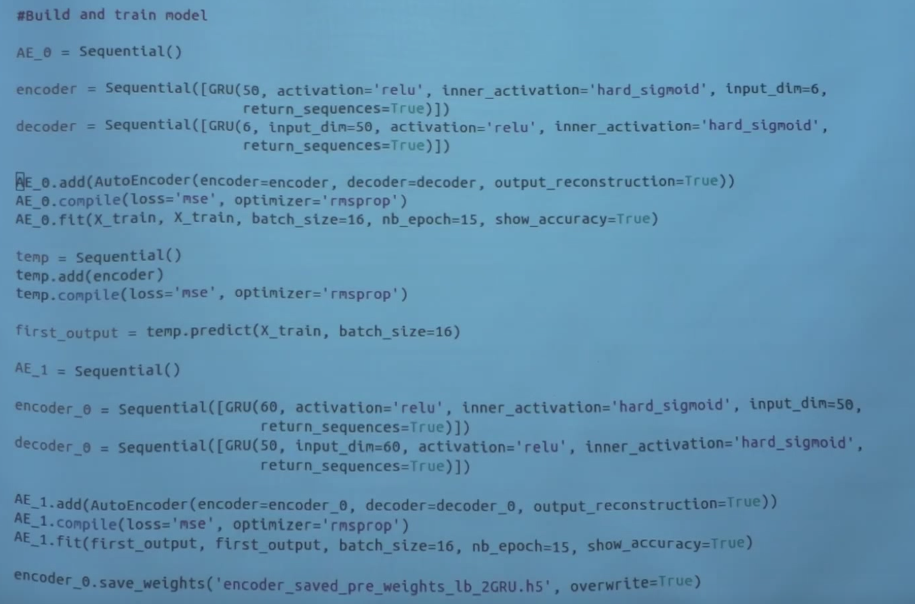 #Build and train model
AE_0 = Sequential()
encoder = Sequential([GRU(50, activation='relu', inner_activation='hard_sigmoid', input_dim=6,
return_sequences=True)])
decoder = Sequential([GRU(6, input_dim=50, activation='relu', inner_activation='hard_sigmoid',
return_sequences=True)])
AE_0.add(AutoEncoder(encoder=encoder, decoder=decoder, output_reconstruction=True))
AE_0.compile(loss='mse', optimizer='rmsprop')
AE_0.fit(X_train, X_train, batch_size=16, nb_epoch=15, show_accuracy=True)
temp = Sequential()
temp.add(encoder)
temp.compile(loss='mse', optimizer='rmsprop')
first_output = temp.predict(X_train, batch_size=16)
AE_1 = Sequential()
encoder_0 = Sequential([GRU(60, activation='relu', inner_activation='hard_sigmoid', input_dim=50,
return_sequences=True)])
decoder_0 = Sequential([GRU(50, input_dim=60, activation='relu', inner_activation='hard_sigmoid',
return_sequences=True)])
AE_1.add(AutoEncoder(encoder=encoder_0, decoder=decoder_0, output_reconstruction=True))
AE_1.compile(loss='mse', optimizer='rmsprop')
AE_1.fit(first_output, first_output, batch_size=16, nb_epoch=15, show_accuracy=True)
encoder_0.save_weights('encoder_saved_pre_weights_lb_2GRU.h5', overwrite=True)